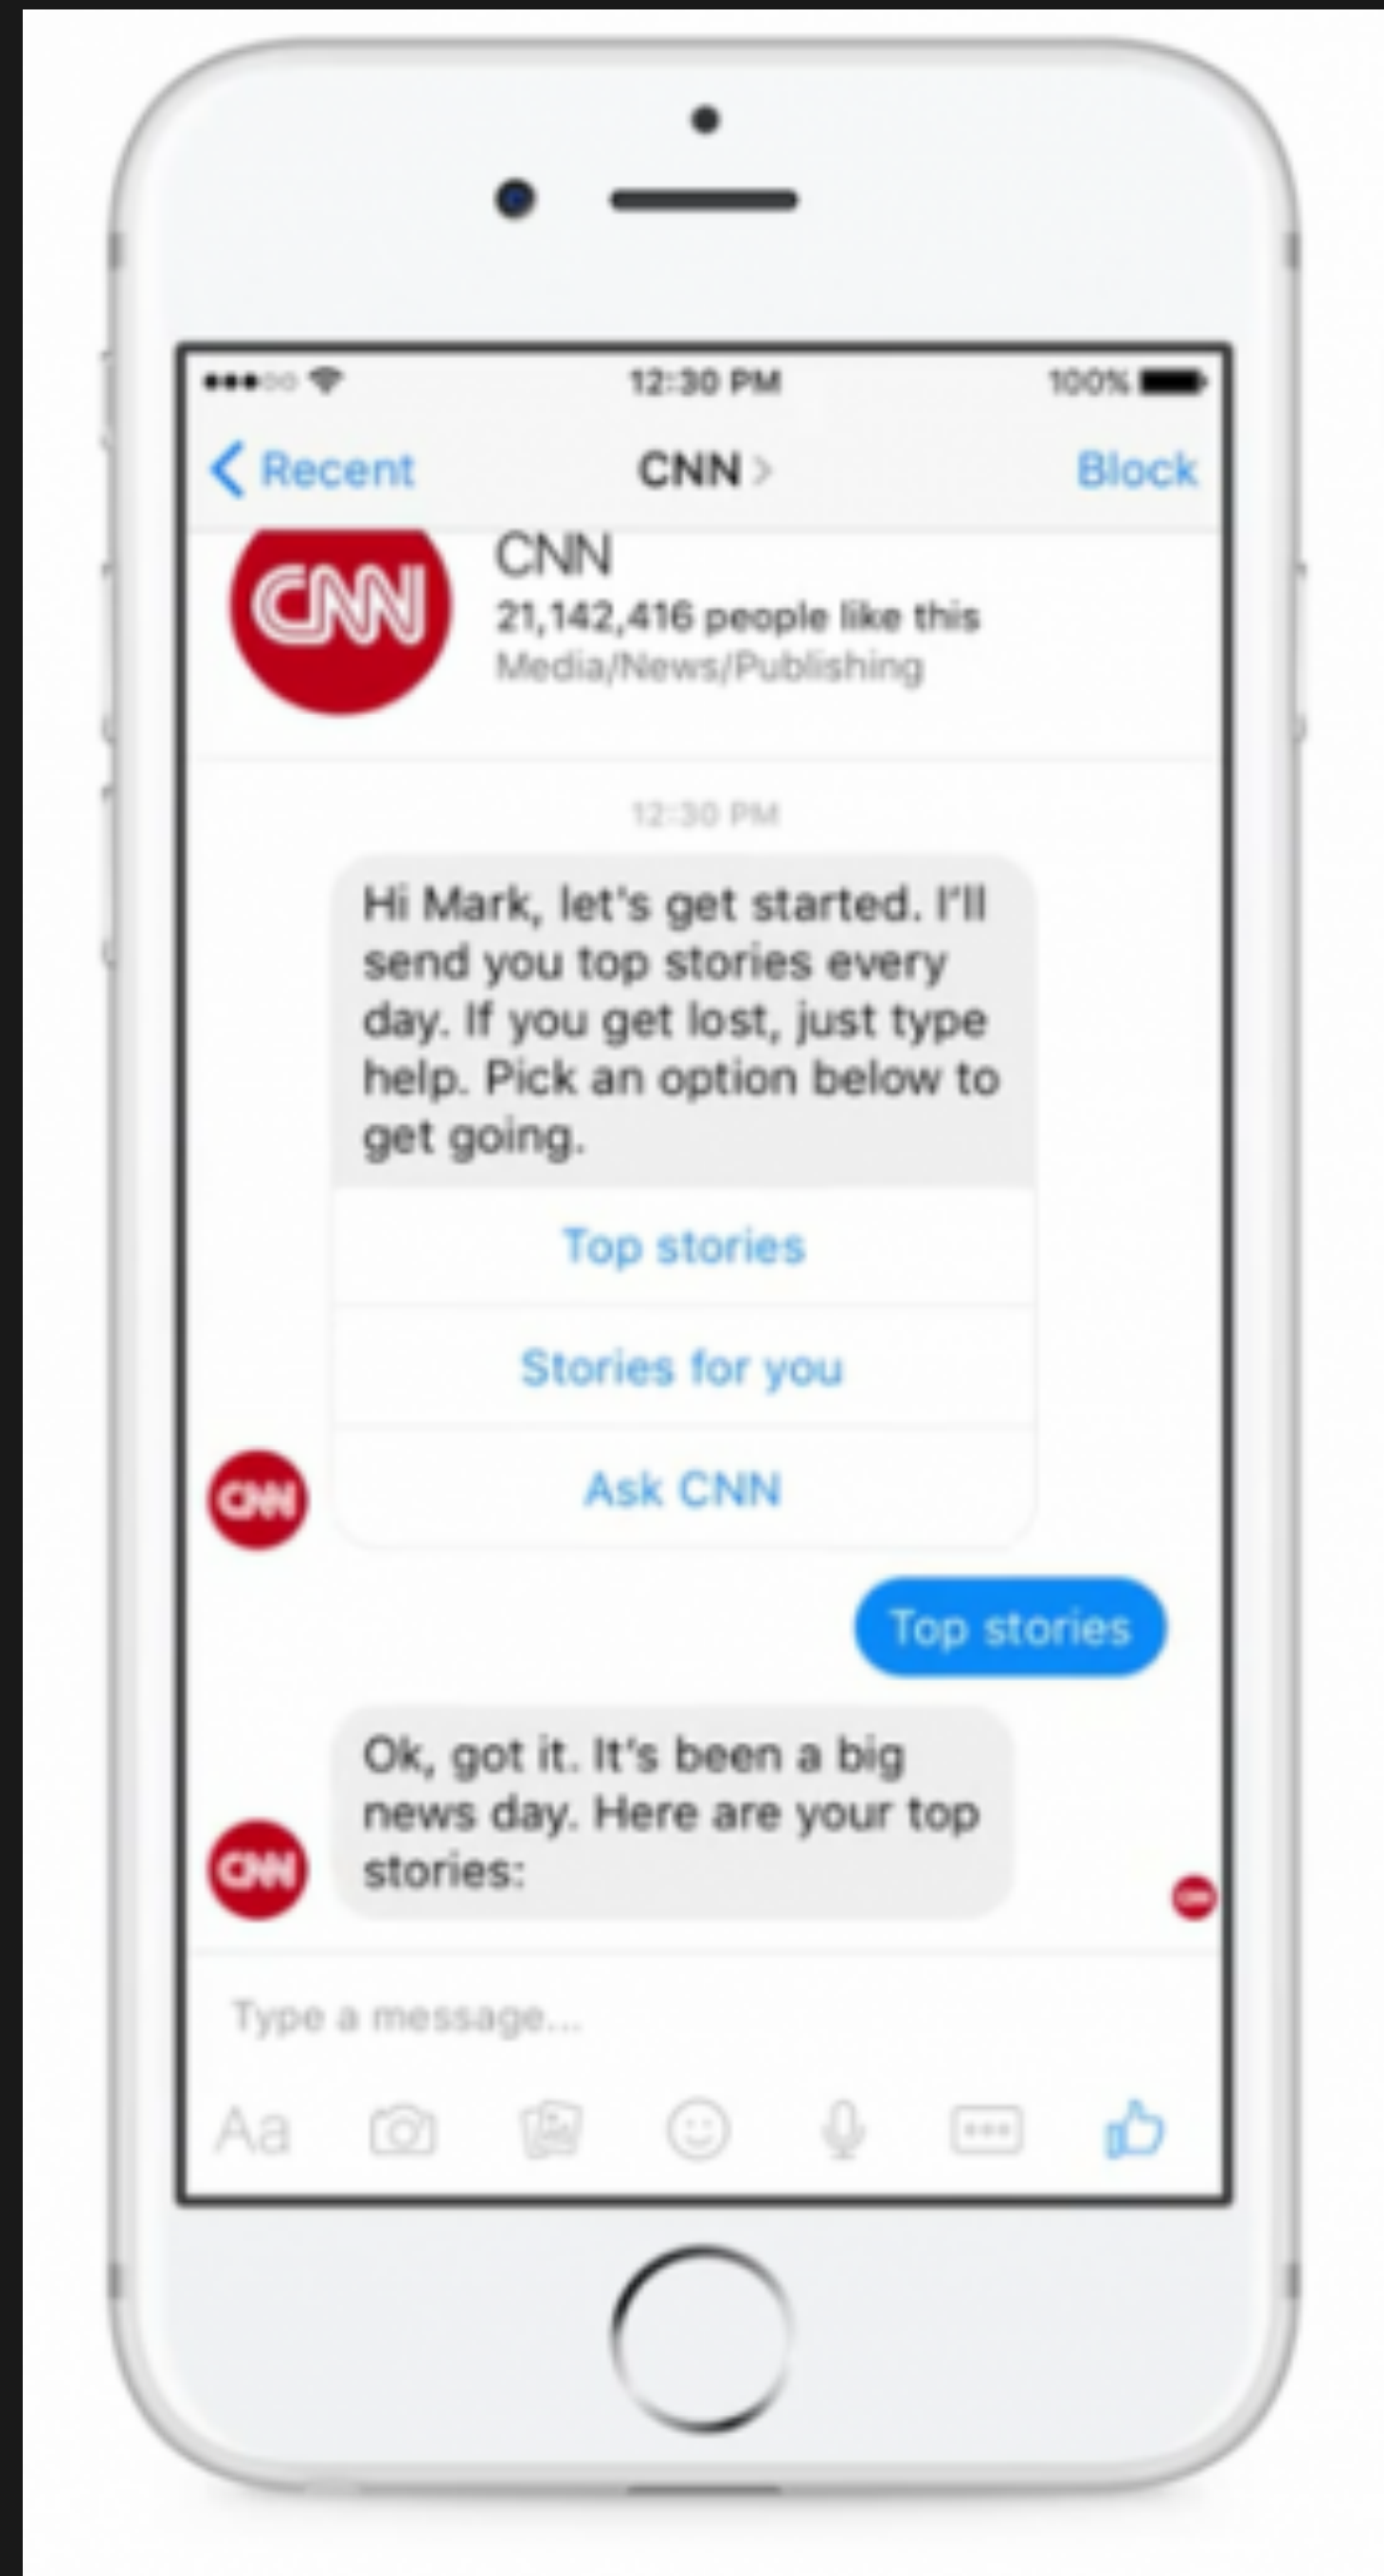 12:30 PM 100%
Recent CNN Block
CNN
CNN
21,142,416 people like this
Media/News/Publishing
12:30 PM
Hi Mark, let's get started. I'll
send you top stories every
day. If you get lost, just type
help. Pick an option below to
get going.
Top stories
Stories for you
Ask CNN
CNN
Top stories
Ok, got it. It's been a big
news day. Here are your top
stories:
CNN
Type a message...
Aa